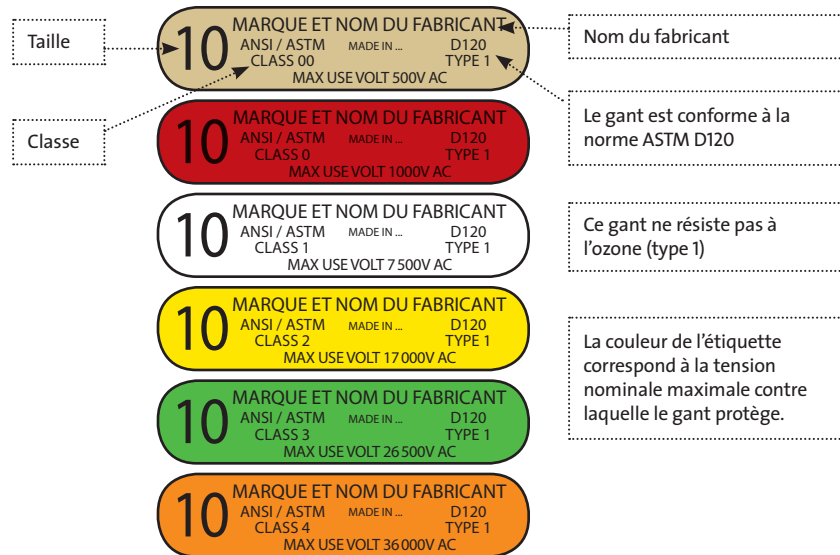 Taille
Classe
10
MARQUE ET NOM DU FABRICANT
ANSI / ASTM MADE IN ... D120
CLASS 00 TYPE 1
MAX USE VOLT 500V AC
10
MARQUE ET NOM DU FABRICANT
ANSI / ASTM MADE IN ... D120
CLASS 0 TYPE 1
MAX USE VOLT 1000V AC
10
MARQUE ET NOM DU FABRICANT
ANSI / ASTM MADE IN ... D120
CLASS 1 TYPE 1
MAX USE VOLT 7 500V AC
10
MARQUE ET NOM DU FABRICANT
ANSI / ASTM MADE IN ... D120
CLASS 2 TYPE 1
MAX USE VOLT 17 000V AC
10
MARQUE ET NOM DU FABRICANT
ANSI / ASTM MADE IN ... D120
CLASS 3 TYPE 1
MAX USE VOLT 26 500V AC
10
MARQUE ET NOM DU FABRICANT
ANSI / ASTM MADE IN ... D120
CLASS 4 TYPE 1
MAX USE VOLT 36 000V AC
Nom du fabricant
Le gant est conforme à la
norme ASTM D120
Ce gant ne résiste pas à
l’ozone (type 1)
La couleur de l’étiquette
correspond à la tension
nominale maximale contre
laquelle le gant protège.